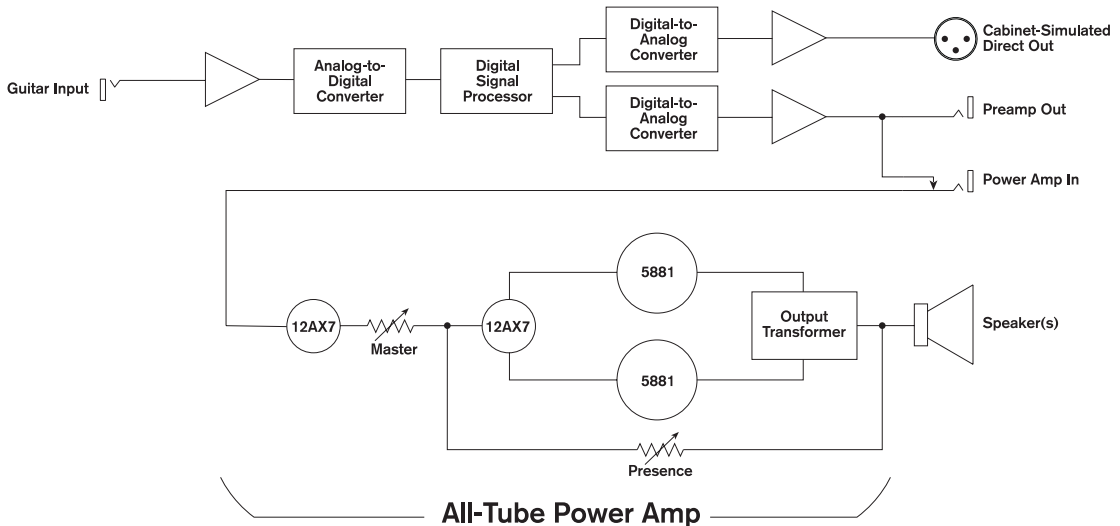 Guitar Input
Analog-to-
Digital
Converter
Digital
Signal
Processor
Digital-to-
Analog
Converter
Cabinet-Simulated
Direct Out
Digital-to-
Analog
Converter
Preamp Out
Power Amp In
12AX7
Master
12AX7
5881
5881
Output
Transformer
Speaker(s)
Presence
All-Tube Power Amp